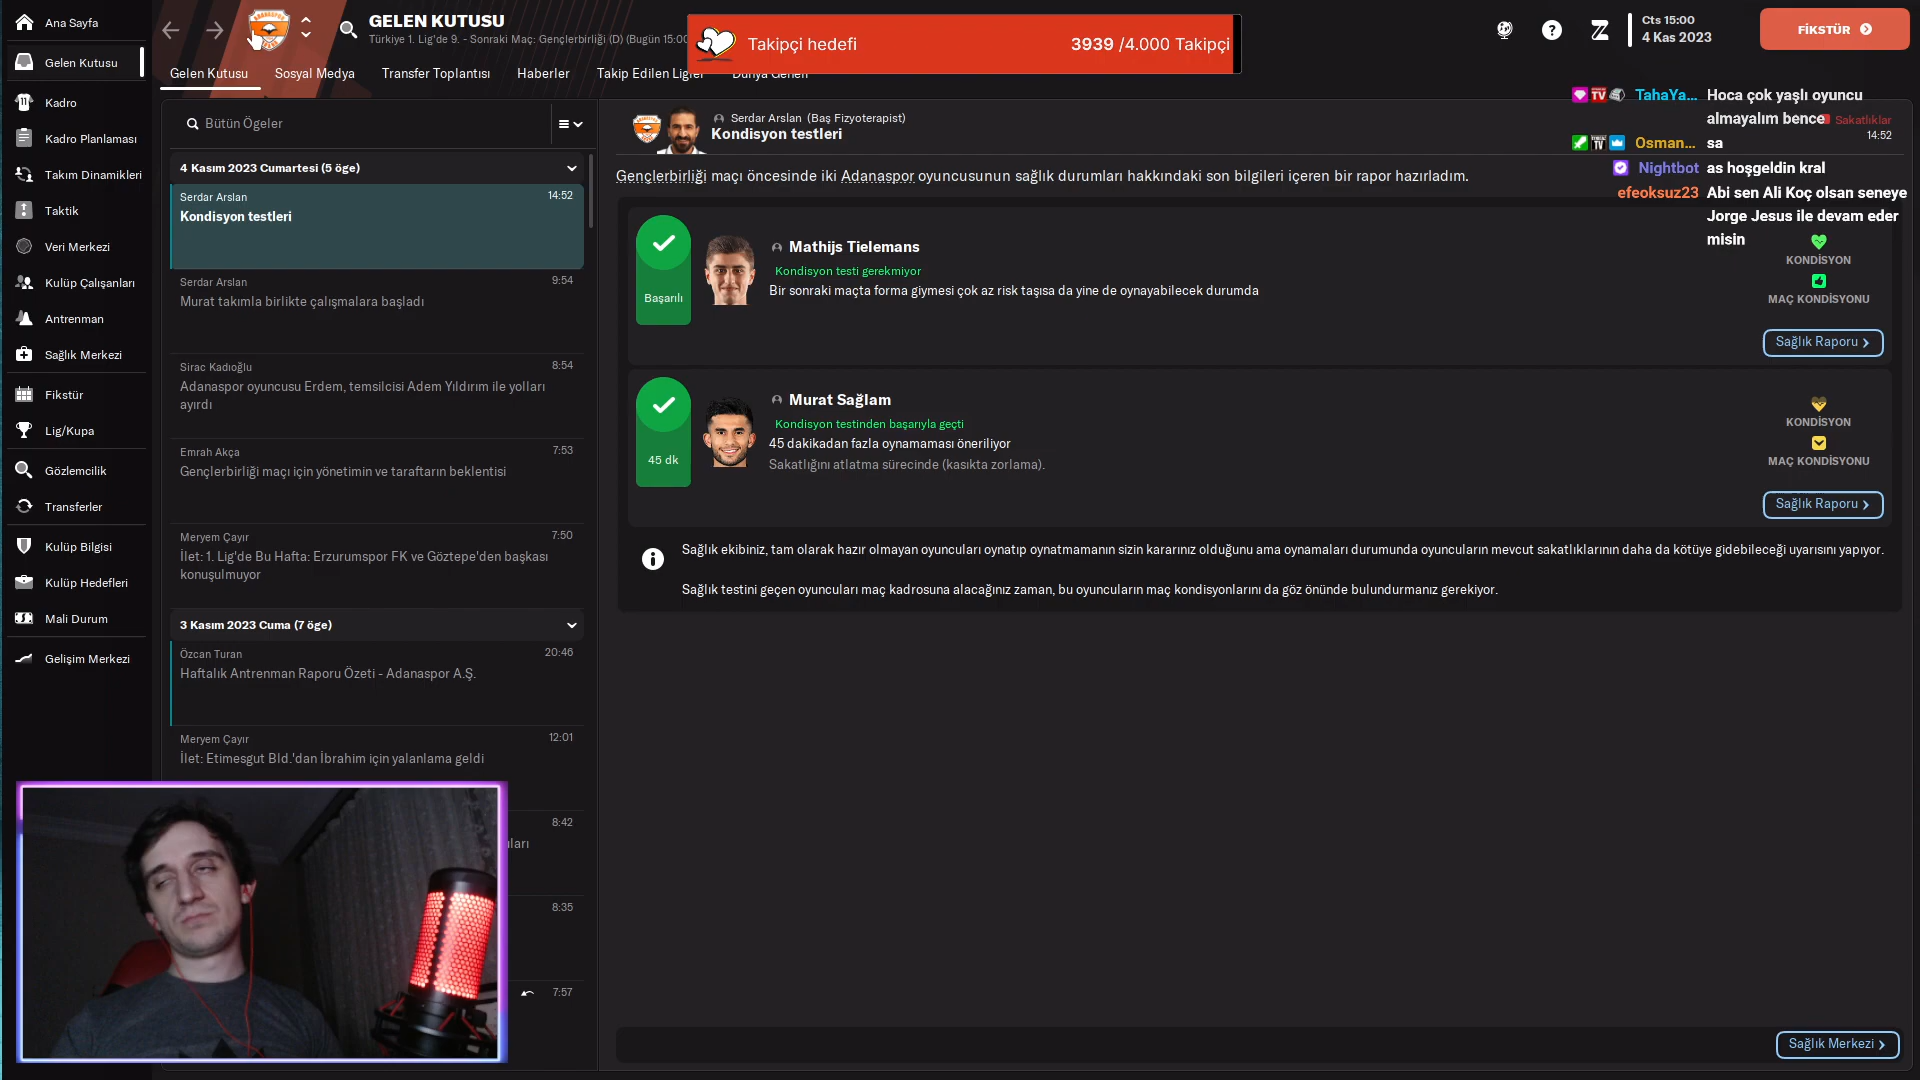 Ana Sayfa
Gelen Kutusu
Kadro
Kadro Planlaması
Takım Dinamikleri
Taktik
Veri Merkezi
Kulüp Çalışanları
Antrenman
Sağlık Merkezi
Fikstür
Lig/Kupa
Gözlemcilik
Transferler
Kulüp Bilgisi
Kulüp Hedefleri
Mali Durum
Gelişim Merkezi
GELEN KUTUSU
Türkiye 1. Lig'de 9. - Sonraki Maç: Gençlerbirliği (D) (Bugün 15:00
Takipçi hedefi 3939 /4.000 Takipçi
Cts 15:00
4 Kas 2023
FİKSTÜR
Gelen Kutusu Sosyal Medya Transfer Toplantısı Haberler Takip Edilen Ligler Dünya Geneli
Bütün Ögeler
4 Kasım 2023 Cumartesi (5 öge)
Serdar Arslan 14:52
Kondisyon testleri
Serdar Arslan 9:54
Murat takımla birlikte çalışmalara başladı
Sirac Kadıoğlu 8:54
Adanaspor oyuncusu Erdem, temsilcisi Adem Yıldırım ile yolları
ayırdı
Emrah Akça 7:53
Gençlerbirliği maçı için yönetimin ve taraftarın beklentisi
Meryem Çayır 7:50
İlet: 1. Lig'de Bu Hafta: Erzurumspor FK ve Göztepe'den başkası
konuşulmuyor
3 Kasım 2023 Cuma (7 öge)
Özcan Turan 20:46
Haftalık Antrenman Raporu Özeti - Adanaspor A.Ş.
Meryem Çayır 12:01
İlet: Etimesgut Bld.'dan İbrahim için yalanlama geldi
8:42
ıları
8:35
7:57
Serdar Arslan (Baş Fizyoterapist)
Kondisyon testleri
Sakatlıklar
14:52
Gençlerbirliği maçı öncesinde iki Adanaspor oyuncusunun sağlık durumları hakkındaki son bilgileri içeren bir rapor hazırladım.
Başarılı
Mathijs Tielemans
Kondisyon testi gerekmiyor
Bir sonraki maçta forma giymesi çok az risk taşısa da yine de oynayabilecek durumda
KONDİSYON
MAÇ KONDİSYONU
Sağlık Raporu
45 dk
Murat Sağlam
Kondisyon testinden başarıyla geçti
45 dakikadan fazla oynamaması öneriliyor
Sakatlığını atlatma sürecinde (kasıkta zorlama).
KONDİSYON
MAÇ KONDİSYONU
Sağlık Raporu
Sağlık ekibiniz, tam olarak hazır olmayan oyuncuları oynatıp oynatmamanın sizin kararınız olduğunu ama oynamaları durumunda oyuncuların mevcut sakatlıklarının daha da kötüye gidebileceği uyarısını yapıyor.
Sağlık testini geçen oyuncuları maç kadrosuna alacağınız zaman, bu oyuncuların maç kondisyonlarını da göz önünde bulundurmanız gerekiyor.
Sağlık Merkezi
TahaYa... Hoca çok yaşlı oyuncu
almayalım bence
Osman... sa
Nightbot as hoşgeldin kral
efeoksuz23 Abi sen Ali Koç olsan seneye
Jorge Jesus ile devam eder
misin